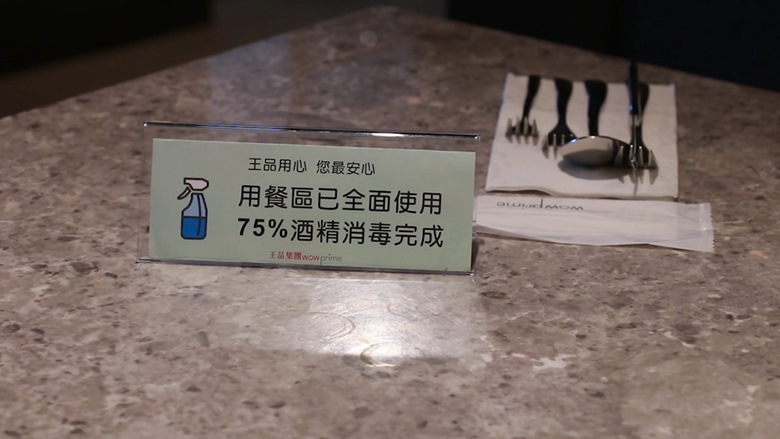 王品用心 您最安心
用餐區已全面使用
75%酒精消毒完成
王品集團wowprime
wowprime